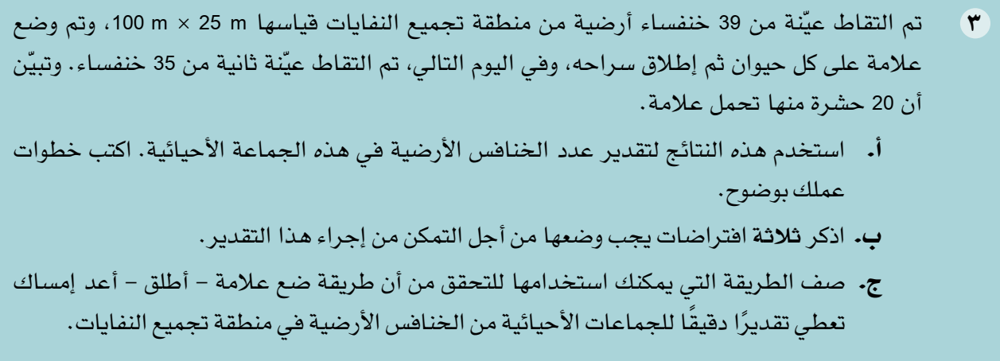 ٣ تم التقاط عيّنة من 39 خنفساء أرضية من منطقة تجميع النفايات قياسها 100 m × 25 m، وتم وضع
علامة على كل حيوان ثم إطلاق سراحه، وفي اليوم التالي، تم التقاط عيّنة ثانية من 35 خنفساء. وتبيّن
أن 20 حشرة منها تحمل علامة.
أ. استخدم هذه النتائج لتقدير عدد الخنافس الأرضية في هذه الجماعة الأحيائية. اكتب خطوات
عملك بوضوح.
ب. اذكر ثلاثة افتراضات يجب وضعها من أجل التمكن من إجراء هذا التقدير.
ج. صف الطريقة التي يمكنك استخدامها للتحقق من أن طريقة ضع علامة – أطلق – أعد إمساك
تعطي تقديرًا دقيقًا للجماعات الأحيائية من الخنافس الأرضية في منطقة تجميع النفايات.